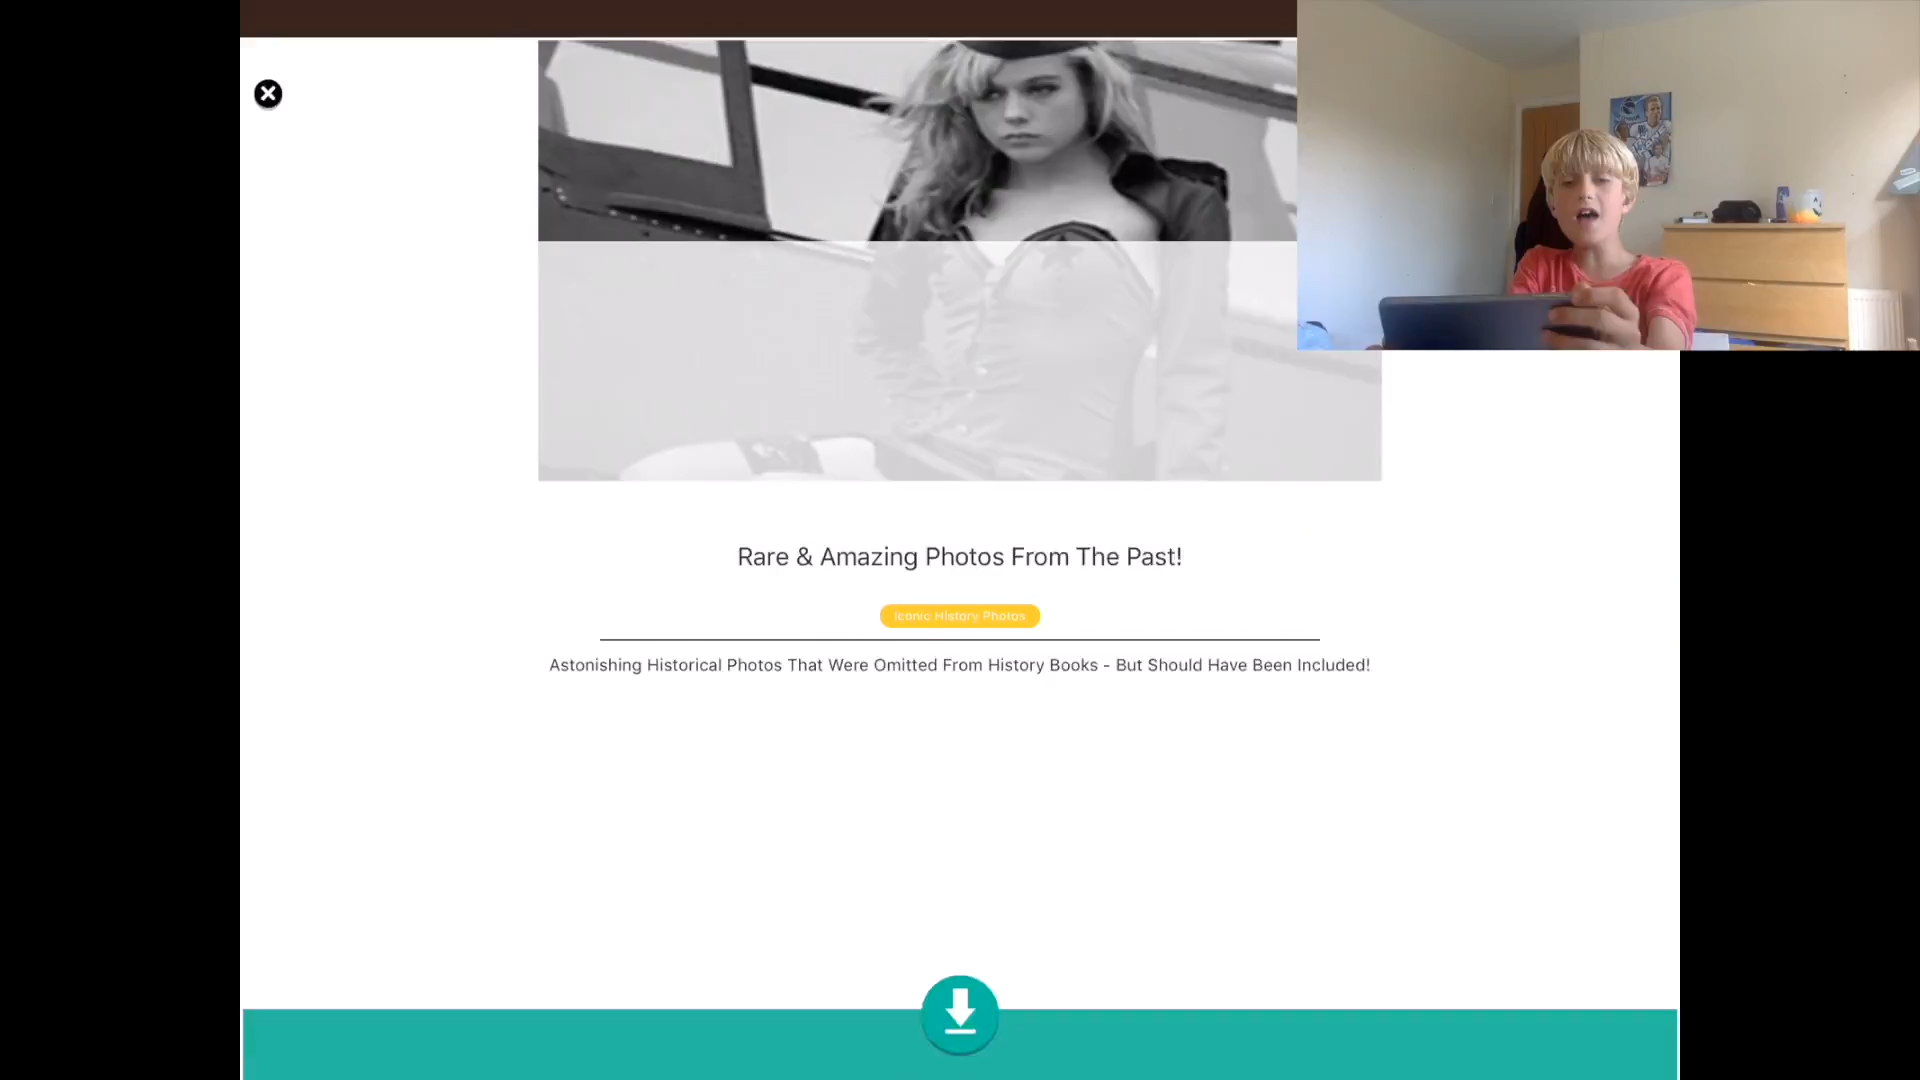 Rare & Amazing Photos From The Past!
Iconic History Photos
Astonishing Historical Photos That Were Omitted From History Books - But Should Have Been Included!